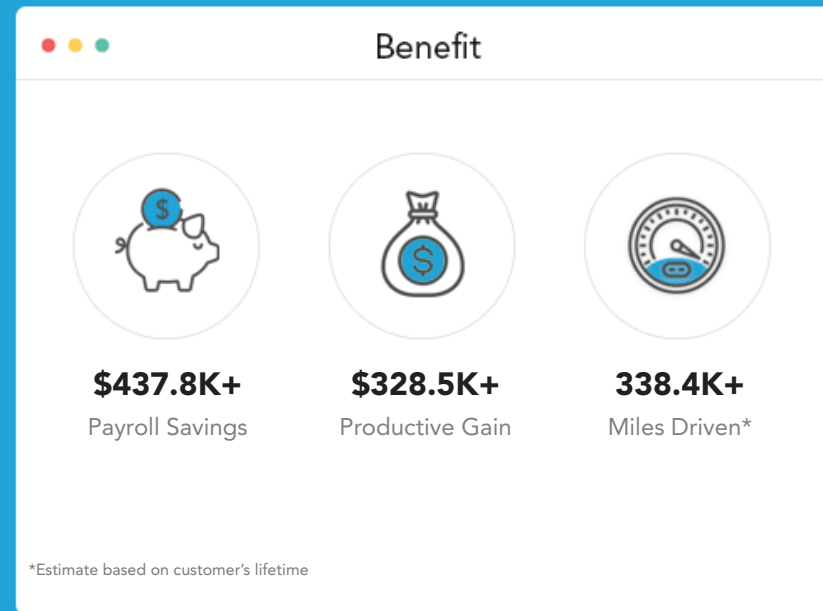 Benefit
$
$
$437.8K+
$328.5K+
338.4K+
Payroll Savings
Productive Gain
Miles Driven*
*Estimate based on customer’s lifetime